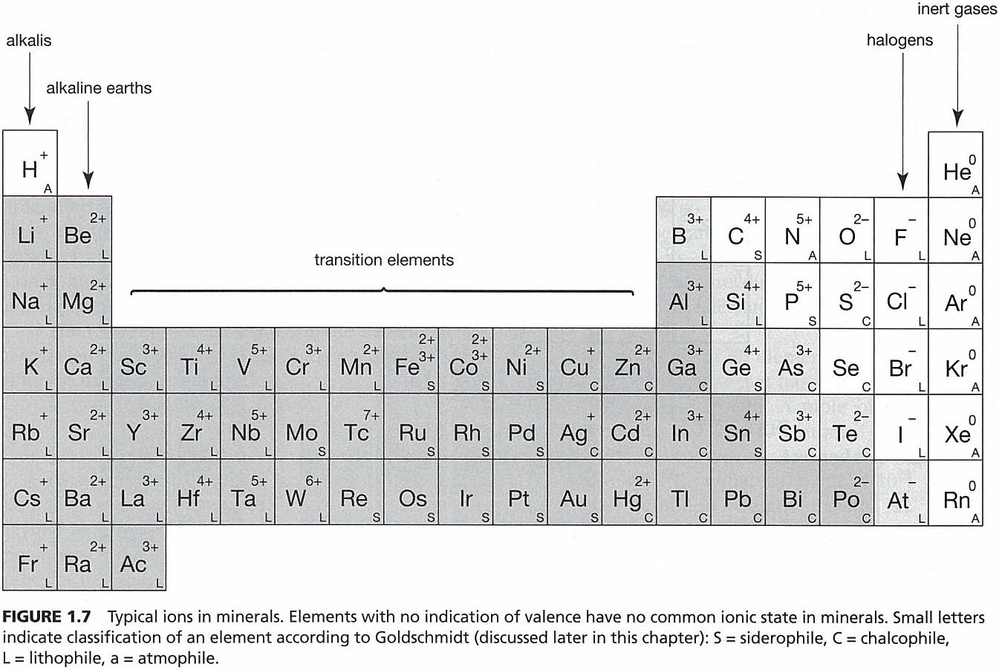 inert gases
alkalis
halogens
alkaline earths
H + A
He 0 A
Li + L
Be 2+ L
B 3+ L
C 4+ S
N 5+ A
O 2– L
F – L
Ne 0 A
transition elements
Na + L
Mg 2+ L
Al 3+ L
Si 4+ L
P 5+ S
S 2– C
Cl – L
Ar 0 A
K + L
Ca 2+ L
Sc 3+ L
Ti 4+ L
V 5+ L
Cr 3+ L
Mn 2+ L
Fe 2+ 3+ S
Co 2+ 3+ S
Ni 2+ S
Cu + C
Zn 2+ C
Ga 3+ C
Ge 4+ S
As 3+ C
Se C
Br – L
Kr 0 A
Rb + L
Sr 2+ L
Y 3+ L
Zr 4+ L
Nb 5+ L
Mo S
Tc 7+
Ru S
Rh S
Pd S
Ag + C
Cd 2+ C
In 3+ C
Sn 4+ S
Sb 3+ C
Te 2– C
I – L
Xe 0 A
Cs + L
Ba 2+ L
La 3+ L
Hf 4+ L
Ta 5+ L
W 6+ L
Re S
Os S
Ir S
Pt S
Au S
Hg 2+ C
Tl C
Pb C
Bi C
Po 2– C
At – L
Rn 0 A
Fr + L
Ra 2+ L
Ac 3+ L
FIGURE 1.7 Typical ions in minerals. Elements with no indication of valence have no common ionic state in minerals. Small letters
indicate classification of an element according to Goldschmidt (discussed later in this chapter): S = siderophile, C = chalcophile,
L = lithophile, a = atmophile.